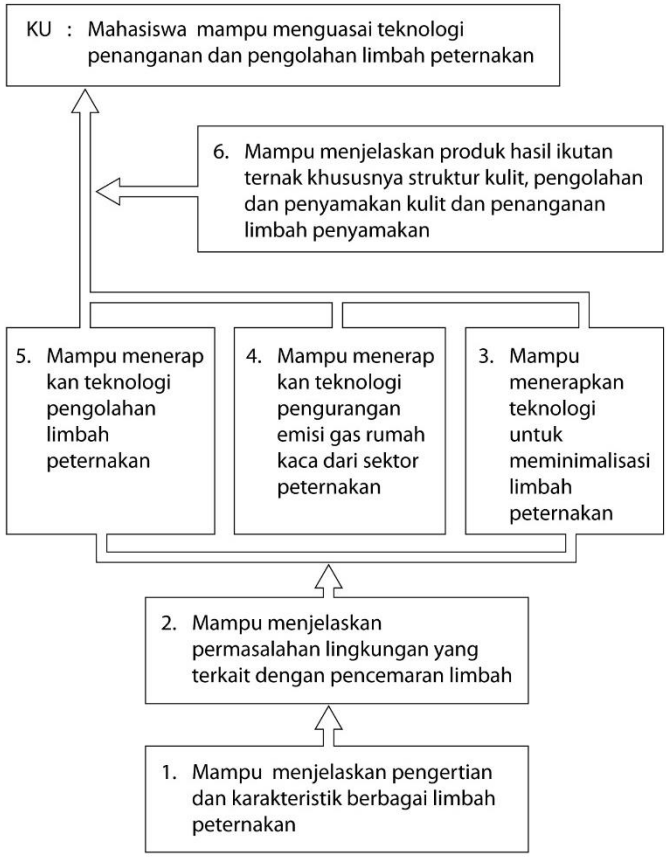 KU : Mahasiswa mampu menguasai teknologi
penanganan dan pengolahan limbah peternakan
6. Mampu menjelaskan produk hasil ikutan
ternak khususnya struktur kulit, pengolahan
dan penyamakan kulit dan penanganan
limbah penyamakan
5. Mampu menerap
kan teknologi
pengolahan
limbah
peternakan
4. Mampu menerap
kan teknologi
pengurangan
emisi gas rumah
kaca dari sektor
peternakan
3. Mampu
menerapkan
teknologi
untuk
meminimalisasi
limbah
peternakan
2. Mampu menjelaskan
permasalahan lingkungan yang
terkait dengan pencemaran limbah
1. Mampu menjelaskan pengertian
dan karakteristik berbagai limbah
peternakan